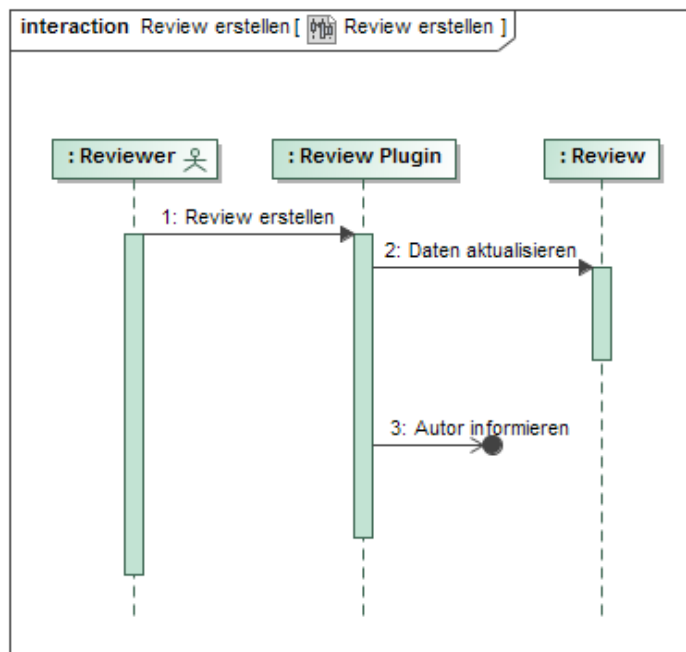 interaction Review erstellen [ Review erstellen ]
: Reviewer
: Review Plugin
: Review
1: Review erstellen
2: Daten aktualisieren
3: Autor informieren